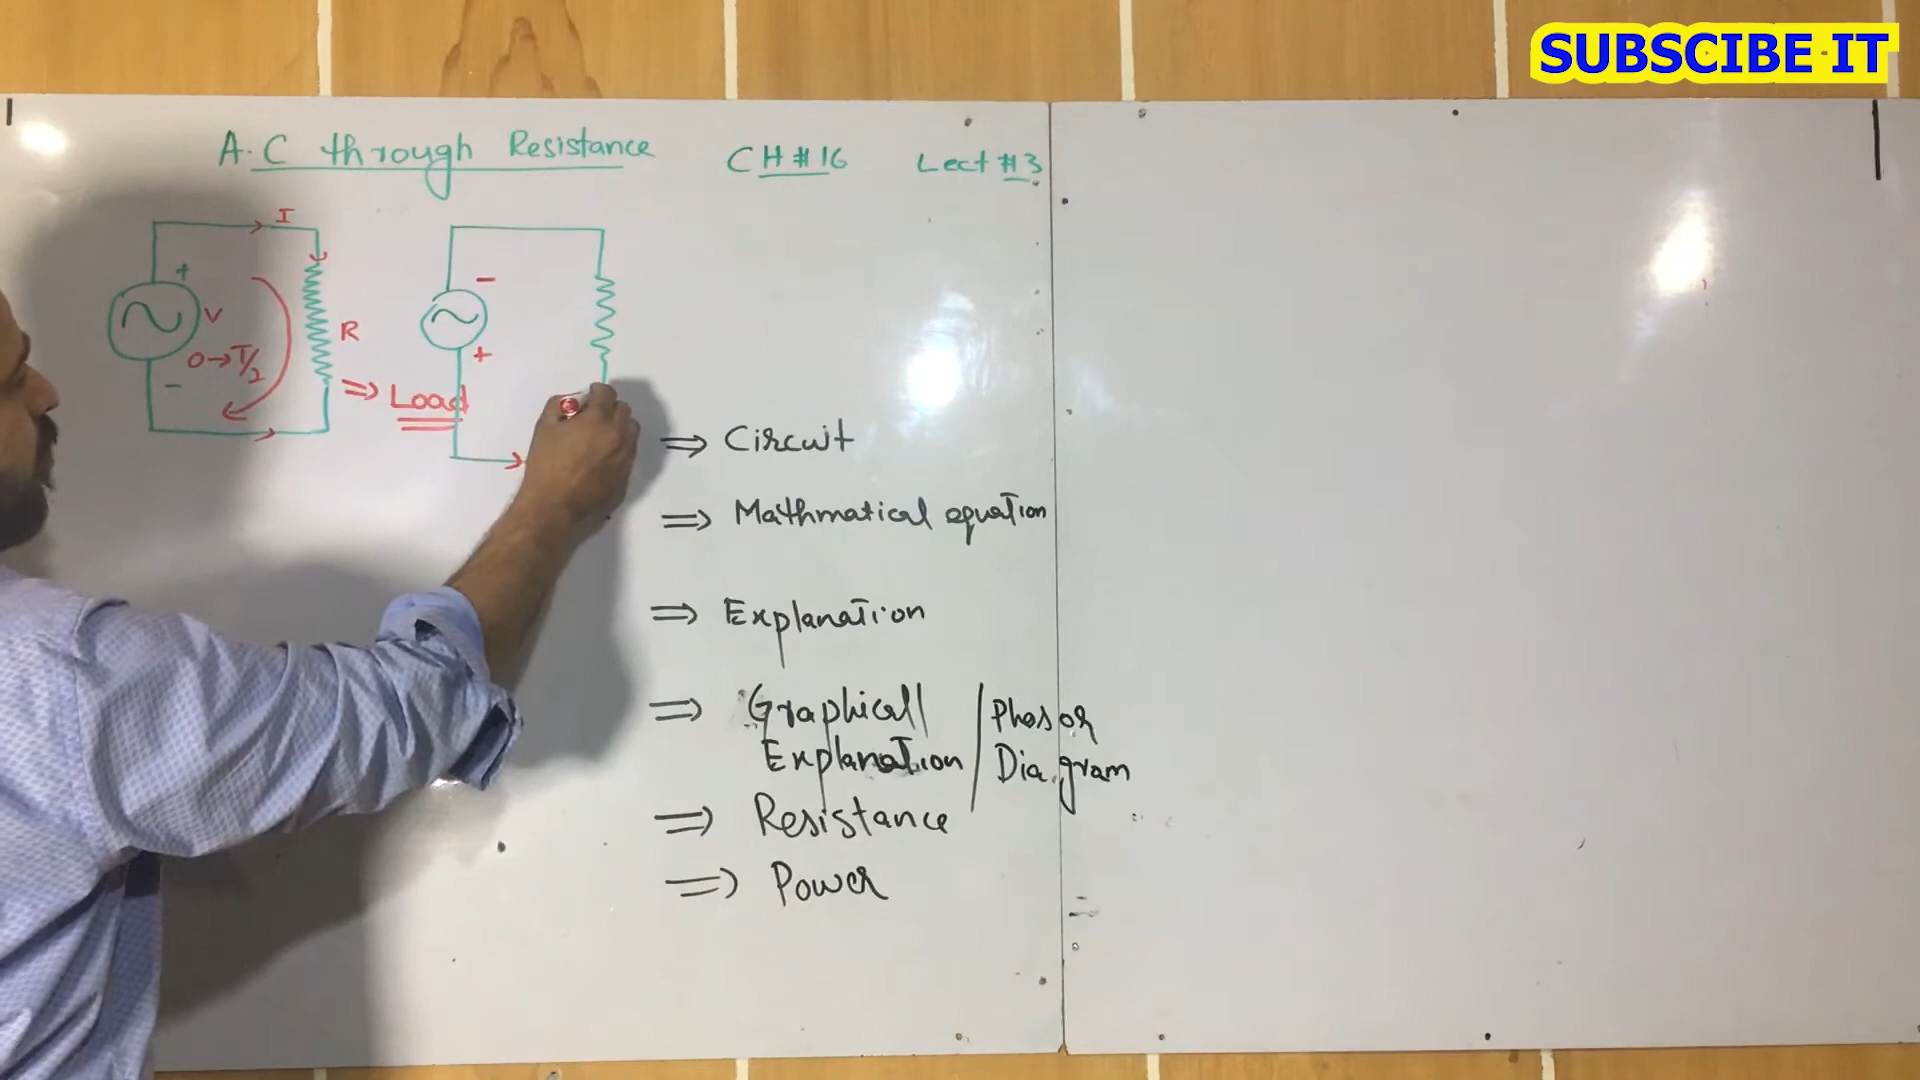 SUBSCIBE IT
A.C through Resistance CH # 16 Lect # 3
I
+
V
0→T/2
-
R
⇒ Load
-
+
⇒ Circuit
⇒ Mathmatical equation
⇒ Explanation
⇒ Graphicall / Phasor
Explanation / Diagram
⇒ Resistance
⇒ Power